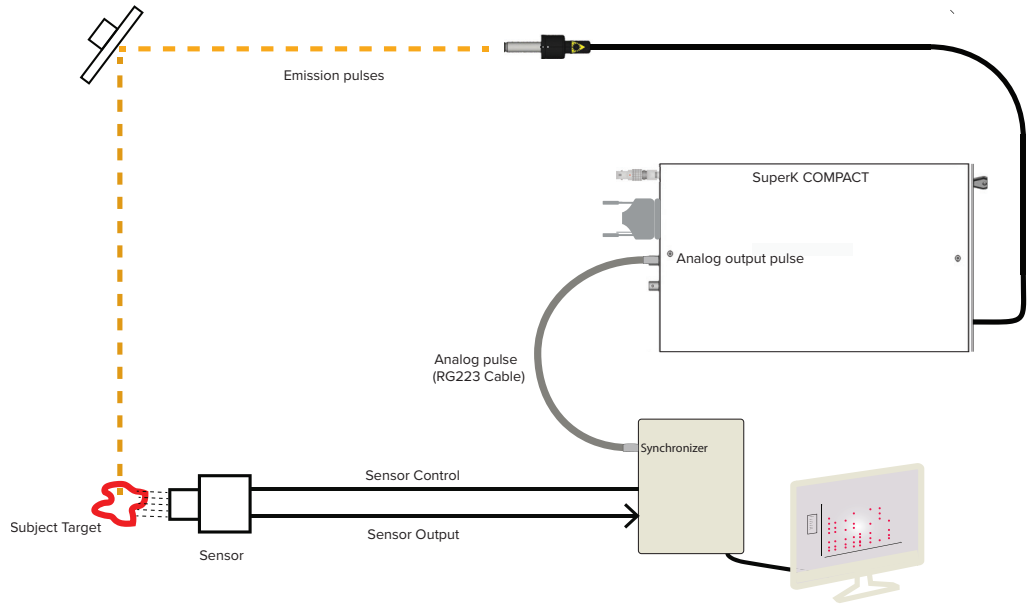 Emission pulses
SuperK COMPACT
Analog output pulse
Analog pulse
(RG223 Cable)
Synchronizer
Sensor Control
Sensor Output
Subject Target
Sensor